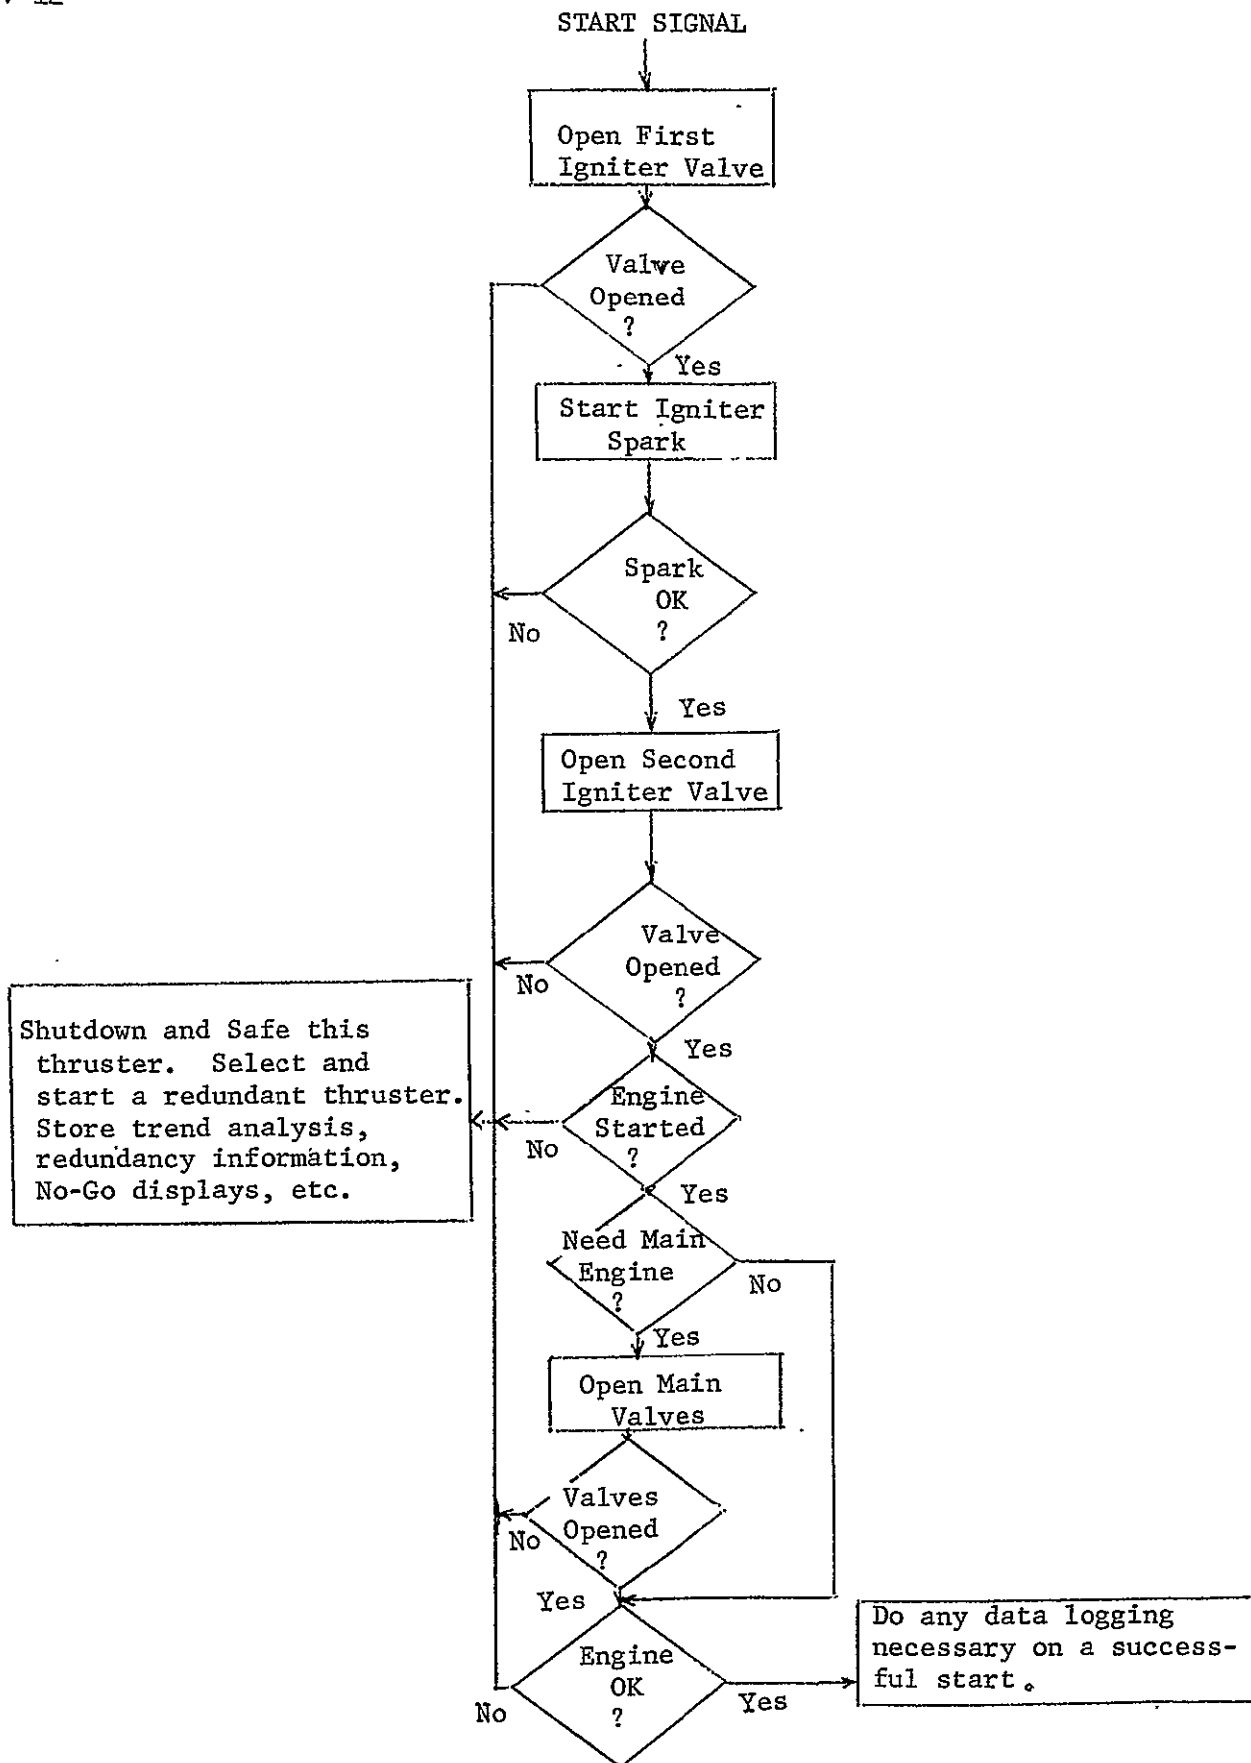 START SIGNAL
Open First
Igniter Valve
Valve
Opened
?
Yes
Start Igniter
Spark
Spark
OK
?
No
Yes
Open Second
Igniter Valve
Valve
Opened
?
No
Yes
Shutdown and Safe this
thruster. Select and
start a redundant thruster.
Store trend analysis,
redundancy information,
No-Go displays, etc.
Engine
Started
?
No
Yes
Need Main
Engine
?
No
Yes
Open Main
Valves
Valves
Opened
?
No
Yes
Engine
OK
?
No
Yes
Do any data logging
necessary on a success-
ful start.